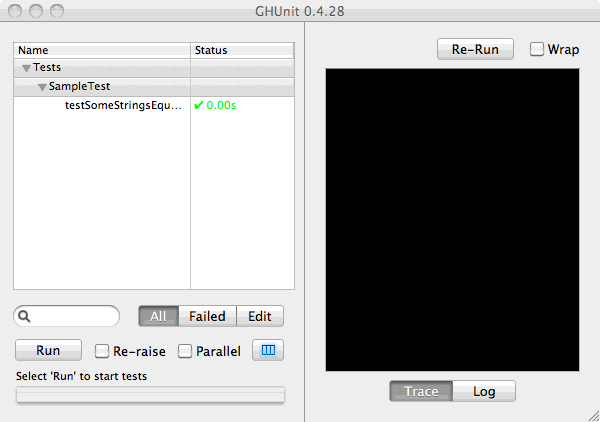 GHUnit 0.4.28
Name Status
Tests
SampleTest
testSomeStringsEqu... ✔ 0.00s
All Failed Edit
Run Re-raise Parallel
Select 'Run' to start tests
Re-Run Wrap
Trace Log